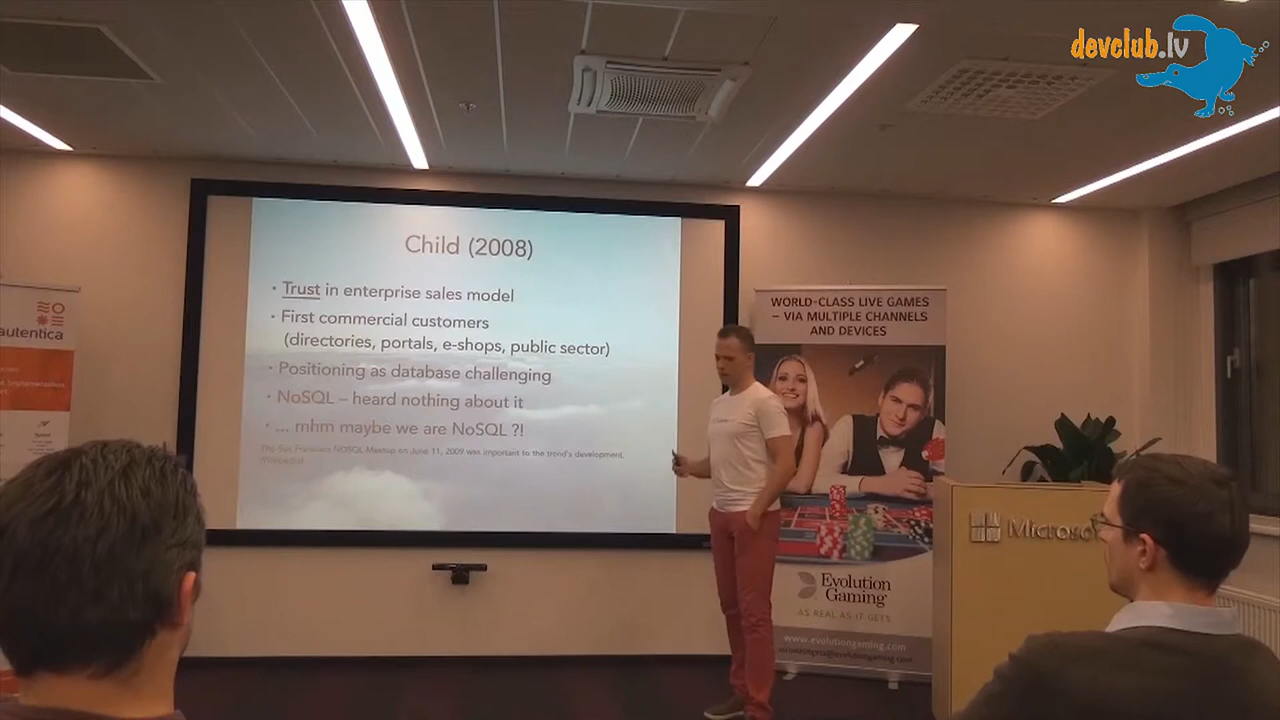 devclub.lv
Child (2008)
· Trust in enterprise sales model
· First commercial customers
(directories, portals, e-shops, public sector)
· Positioning as database challenging
· NoSQL – heard nothing about it
· ... mhm maybe we are NoSQL ?!
The San Francisco NOSQL Meetup on June 11, 2009 was important to the trend's development.
autentica
WORLD-CLASS LIVE GAMES
– VIA MULTIPLE CHANNELS
AND DEVICES
Evolution
Gaming
AS REAL AS IT GETS
www.evolutiongaming.com
Microso